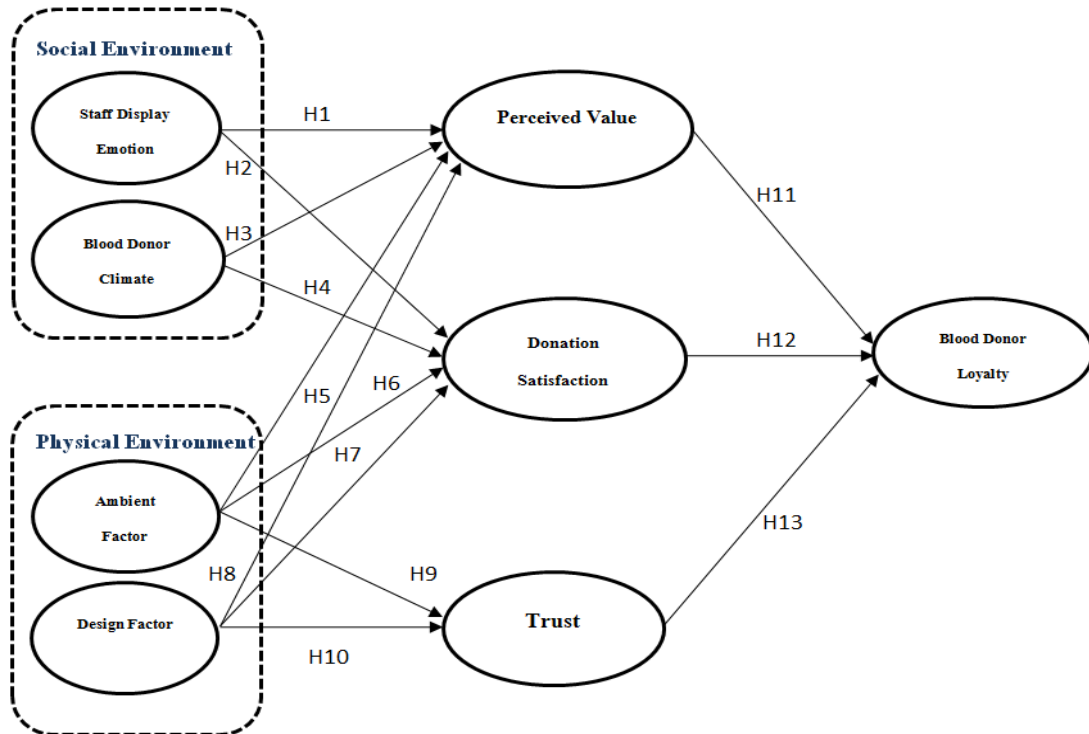 Social Environment
Staff Display
Emotion
Blood Donor
Climate
Physical Environment
Ambient
Factor
Design Factor
H1
H2
H3
H4
H5
H6
H7
H8
H9
H10
Perceived Value
Donation
Satisfaction
Trust
H11
H12
H13
Blood Donor
Loyalty